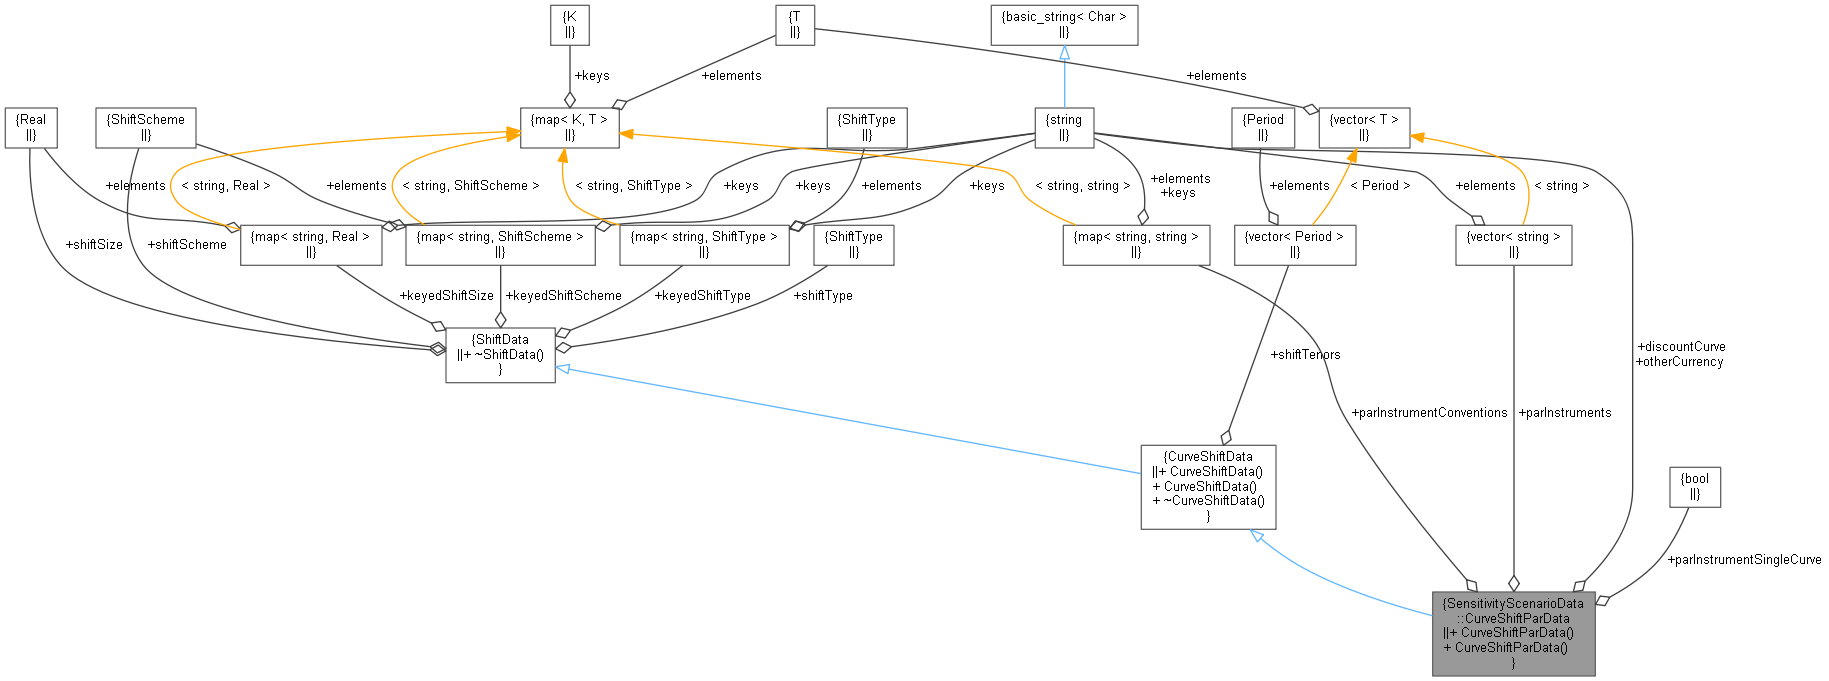 {K
||}
{T
||}
{basic_string< Char >
||}
+keys
+elements
+elements
{Real
||}
{ShiftScheme
||}
{map< K, T >
||}
{ShiftType
||}
{string
||}
{Period
||}
{vector< T >
||}
+elements
< string, Real >
+elements
< string, ShiftScheme >
< string, ShiftType >
+keys
+keys
+elements
+keys
< string, string >
+elements
+keys
+elements
< Period >
+elements
< string >
+shiftSize
+shiftScheme
{map< string, Real >
||}
{map< string, ShiftScheme >
||}
{map< string, ShiftType >
||}
{ShiftType
||}
{map< string, string >
||}
{vector< Period >
||}
{vector< string >
||}
+keyedShiftSize
+keyedShiftScheme
+keyedShiftType
+shiftType
{ShiftData
||+ ~ShiftData()
}
+shiftTenors
+discountCurve
+otherCurrency
+parInstrumentConventions
+parInstruments
{CurveShiftData
||+ CurveShiftData()
+ CurveShiftData()
+ ~CurveShiftData()
}
{bool
||}
+parInstrumentSingleCurve
{SensitivityScenarioData
::CurveShiftParData
||+ CurveShiftParData()
+ CurveShiftParData()
}